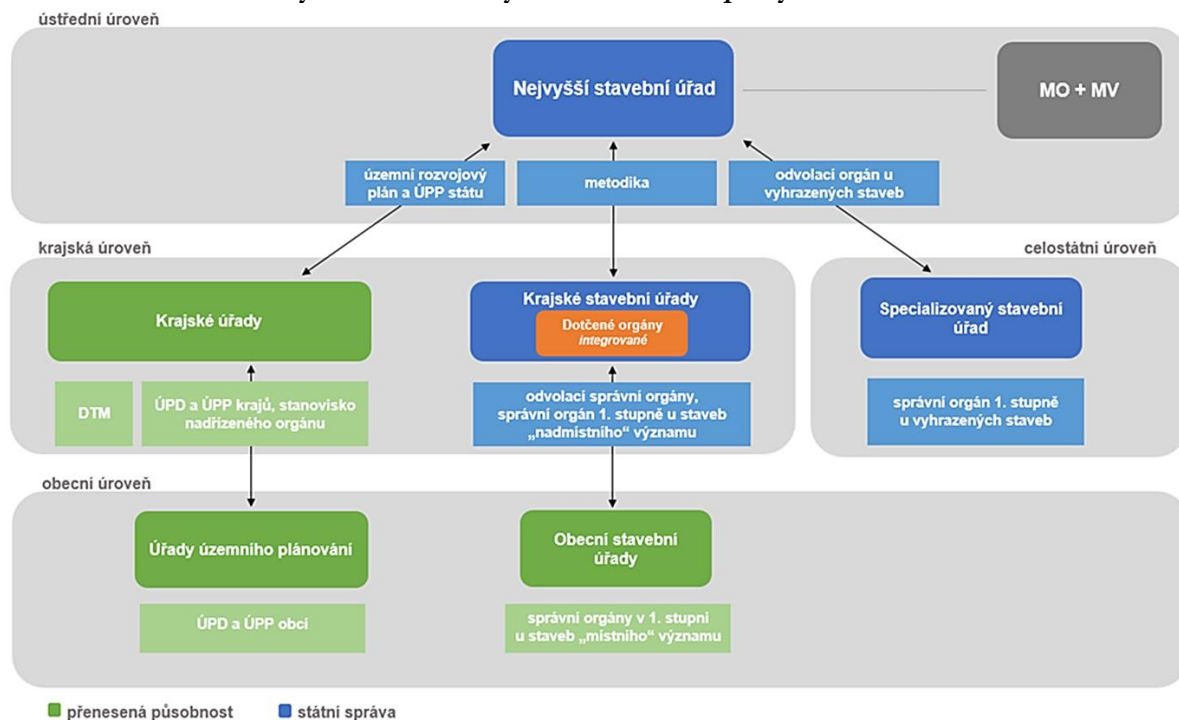 ústřední úroveň
Nejvyšší stavební úřad
MO + MV
územní rozvojový
plán a ÚPP státu
metodika
odvolací orgán u
vyhrazených staveb
krajská úroveň
celostátní úroveň
Krajské úřady
Krajské stavební úřady
Dotčené orgány
integrované
Specializovaný stavební
úřad
DTM
ÚPD a ÚPP krajů, stanovisko
nadřízeného orgánu
odvolací správní orgány,
správní orgán 1. stupně u staveb
„nadmístního“ významu
správní orgán 1. stupně
u vyhrazených staveb
obecní úroveň
Úřady územního plánování
Obecní stavební
úřady
ÚPD a ÚPP obcí
správní orgány v 1. stupni
u staveb „místního“ významu
přenesená působnost
státní správa